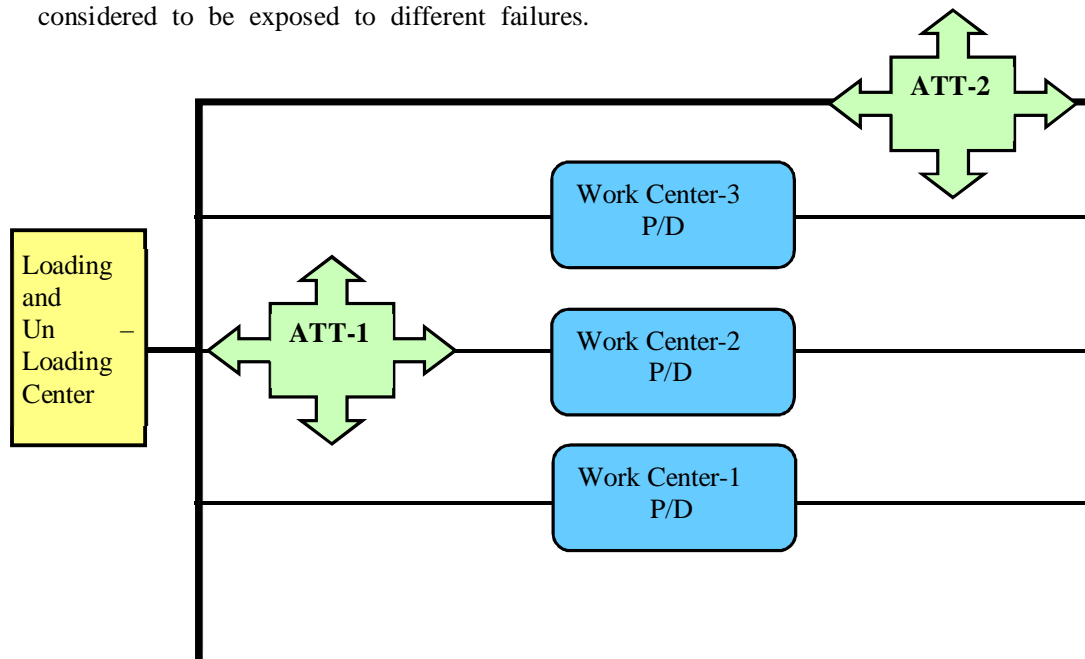 considered to be exposed to different failures.
ATT-2
Work Center-3
P/D
Loading
and
Un –
Loading
Center
ATT-1
Work Center-2
P/D
Work Center-1
P/D